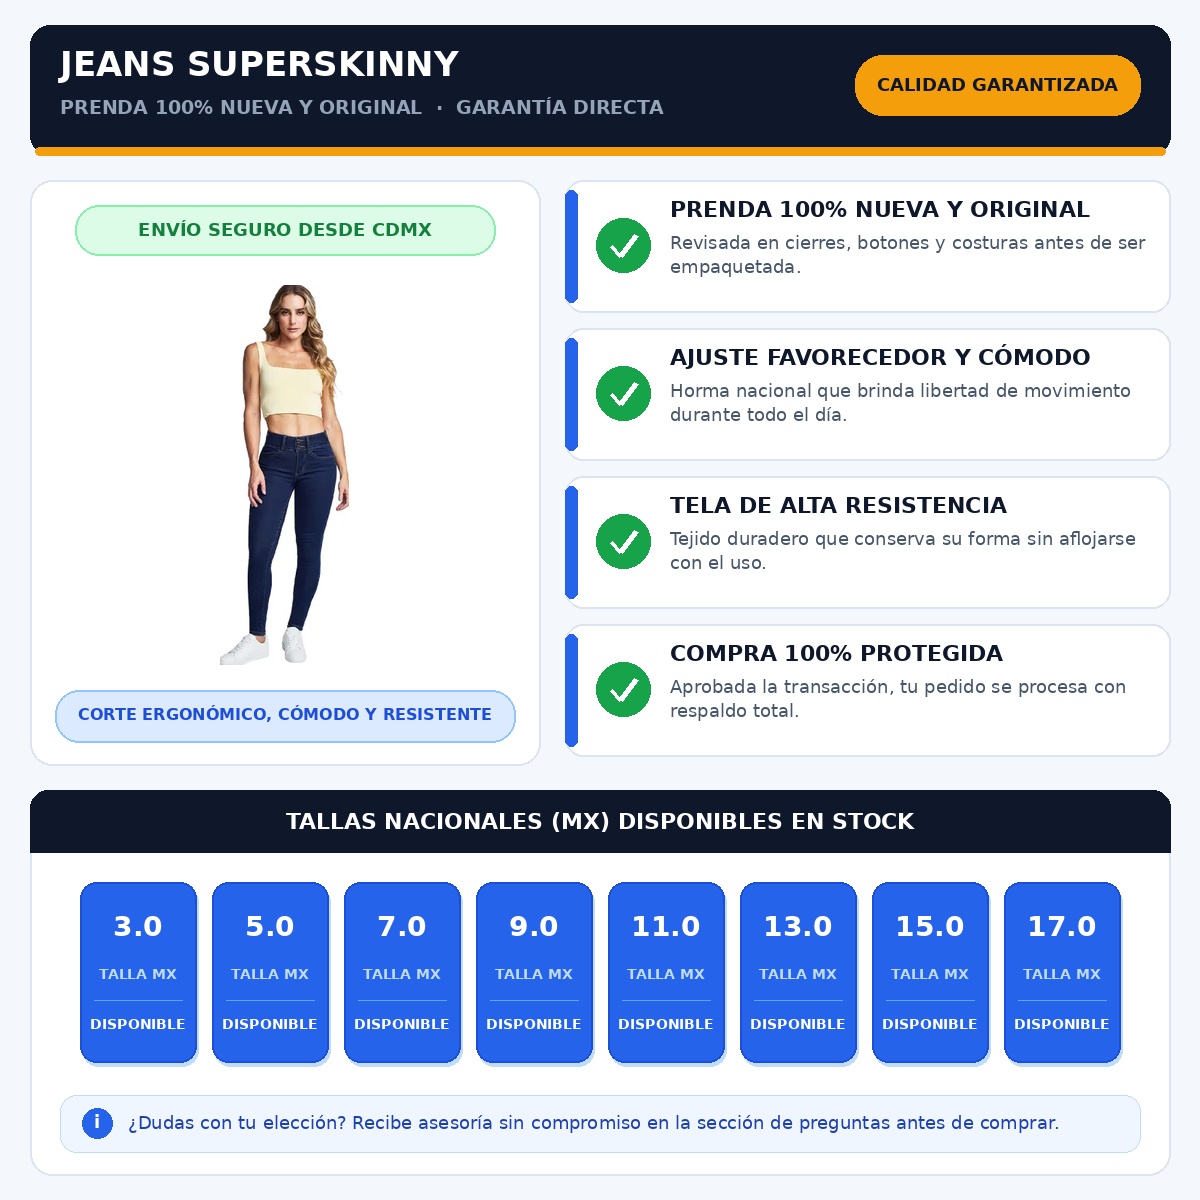 JEANS SUPERSKINNY
PRENDA 100% NUEVA Y ORIGINAL · GARANTÍA DIRECTA
CALIDAD GARANTIZADA
ENVÍO SEGURO DESDE CDMX
CORTE ERGONÓMICO, CÓMODO Y RESISTENTE
PRENDA 100% NUEVA Y ORIGINAL
Revisada en cierres, botones y costuras antes de ser
empaquetada.
AJUSTE FAVORECEDOR Y CÓMODO
Horma nacional que brinda libertad de movimiento
durante todo el día.
TELA DE ALTA RESISTENCIA
Tejido duradero que conserva su forma sin aflojarse
con el uso.
COMPRA 100% PROTEGIDA
Aprobada la transacción, tu pedido se procesa con
respaldo total.
TALLAS NACIONALES (MX) DISPONIBLES EN STOCK
3.0 5.0 7.0 9.0 11.0 13.0 15.0 17.0
TALLA MX TALLA MX TALLA MX TALLA MX TALLA MX TALLA MX TALLA MX TALLA MX
DISPONIBLE DISPONIBLE DISPONIBLE DISPONIBLE DISPONIBLE DISPONIBLE DISPONIBLE DISPONIBLE
i ¿Dudas con tu elección? Recibe asesoría sin compromiso en la sección de preguntas antes de comprar.